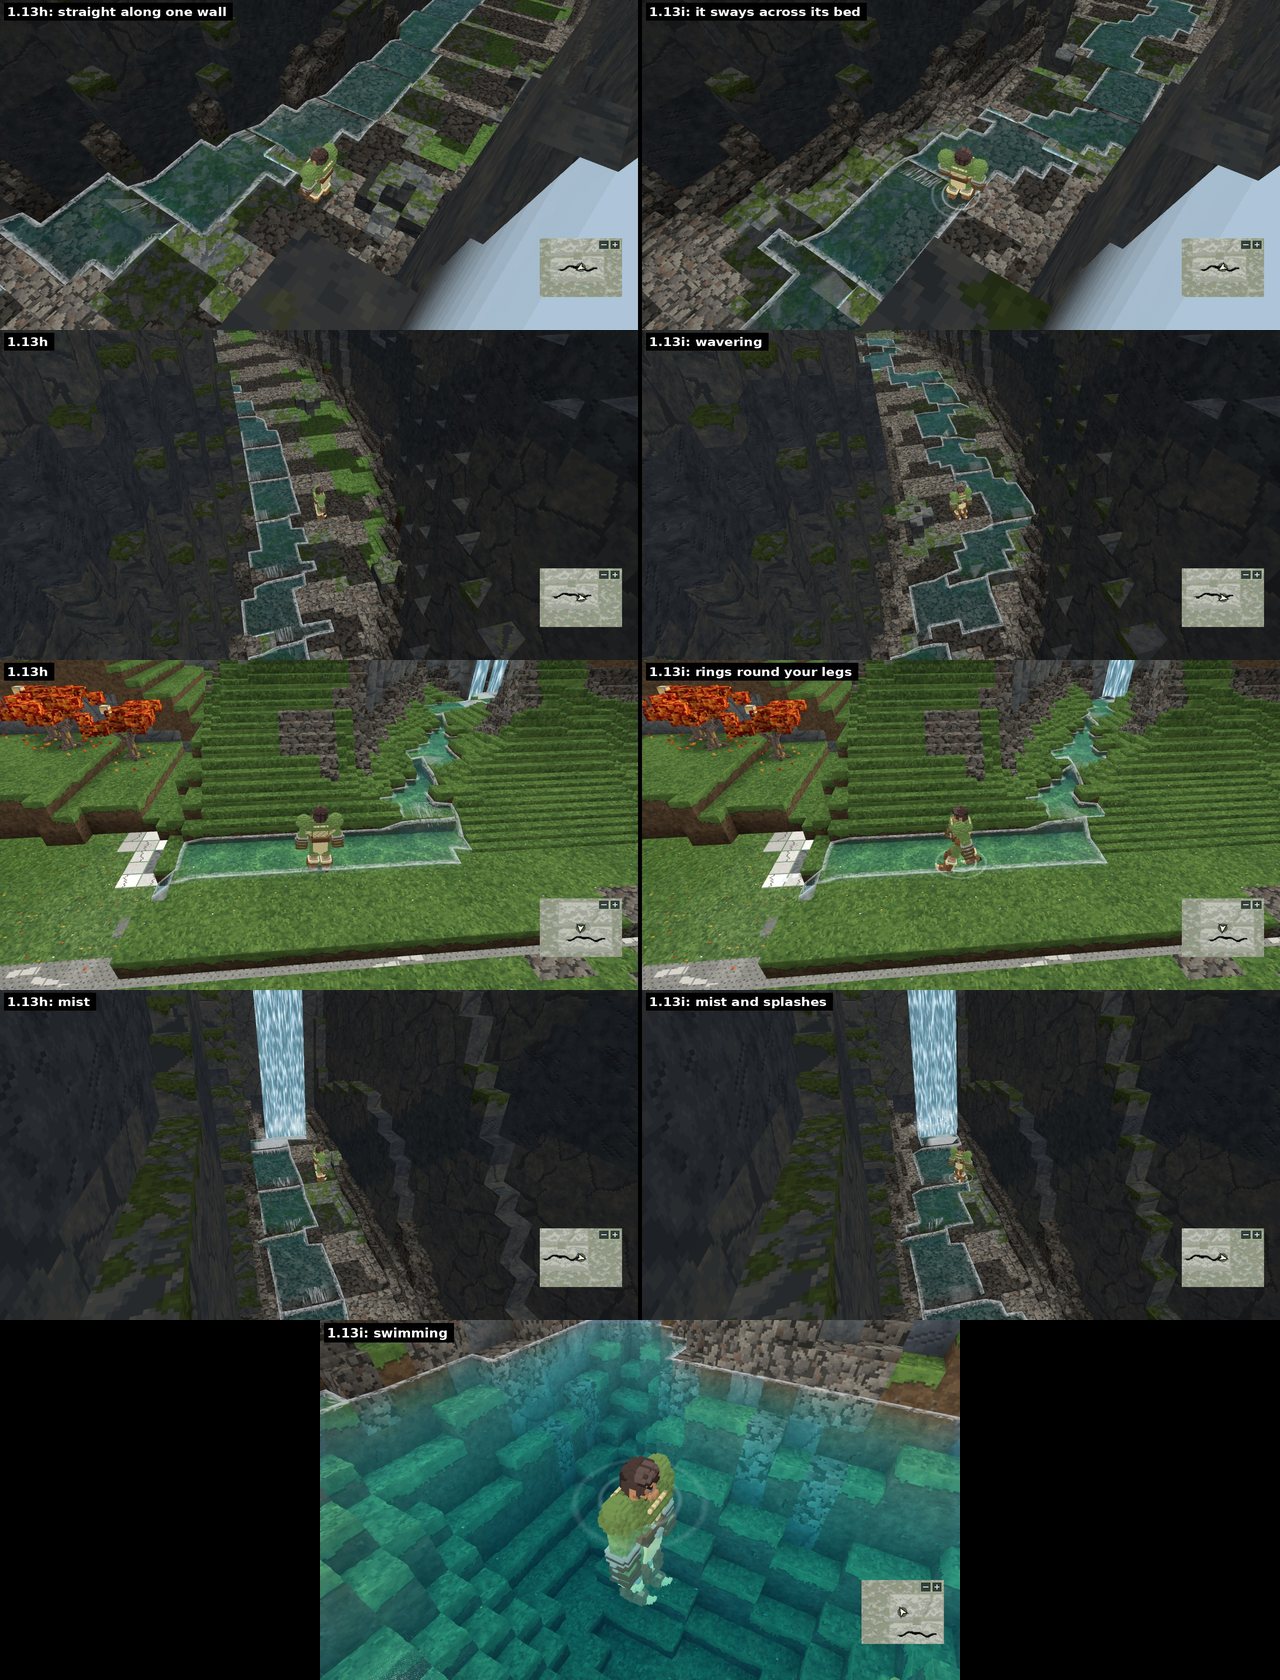 1.13h: straight along one wall
1.13i: it sways across its bed
1.13h
1.13i: wavering
1.13h
1.13i: rings round your legs
1.13h: mist
1.13i: mist and splashes
1.13i: swimming